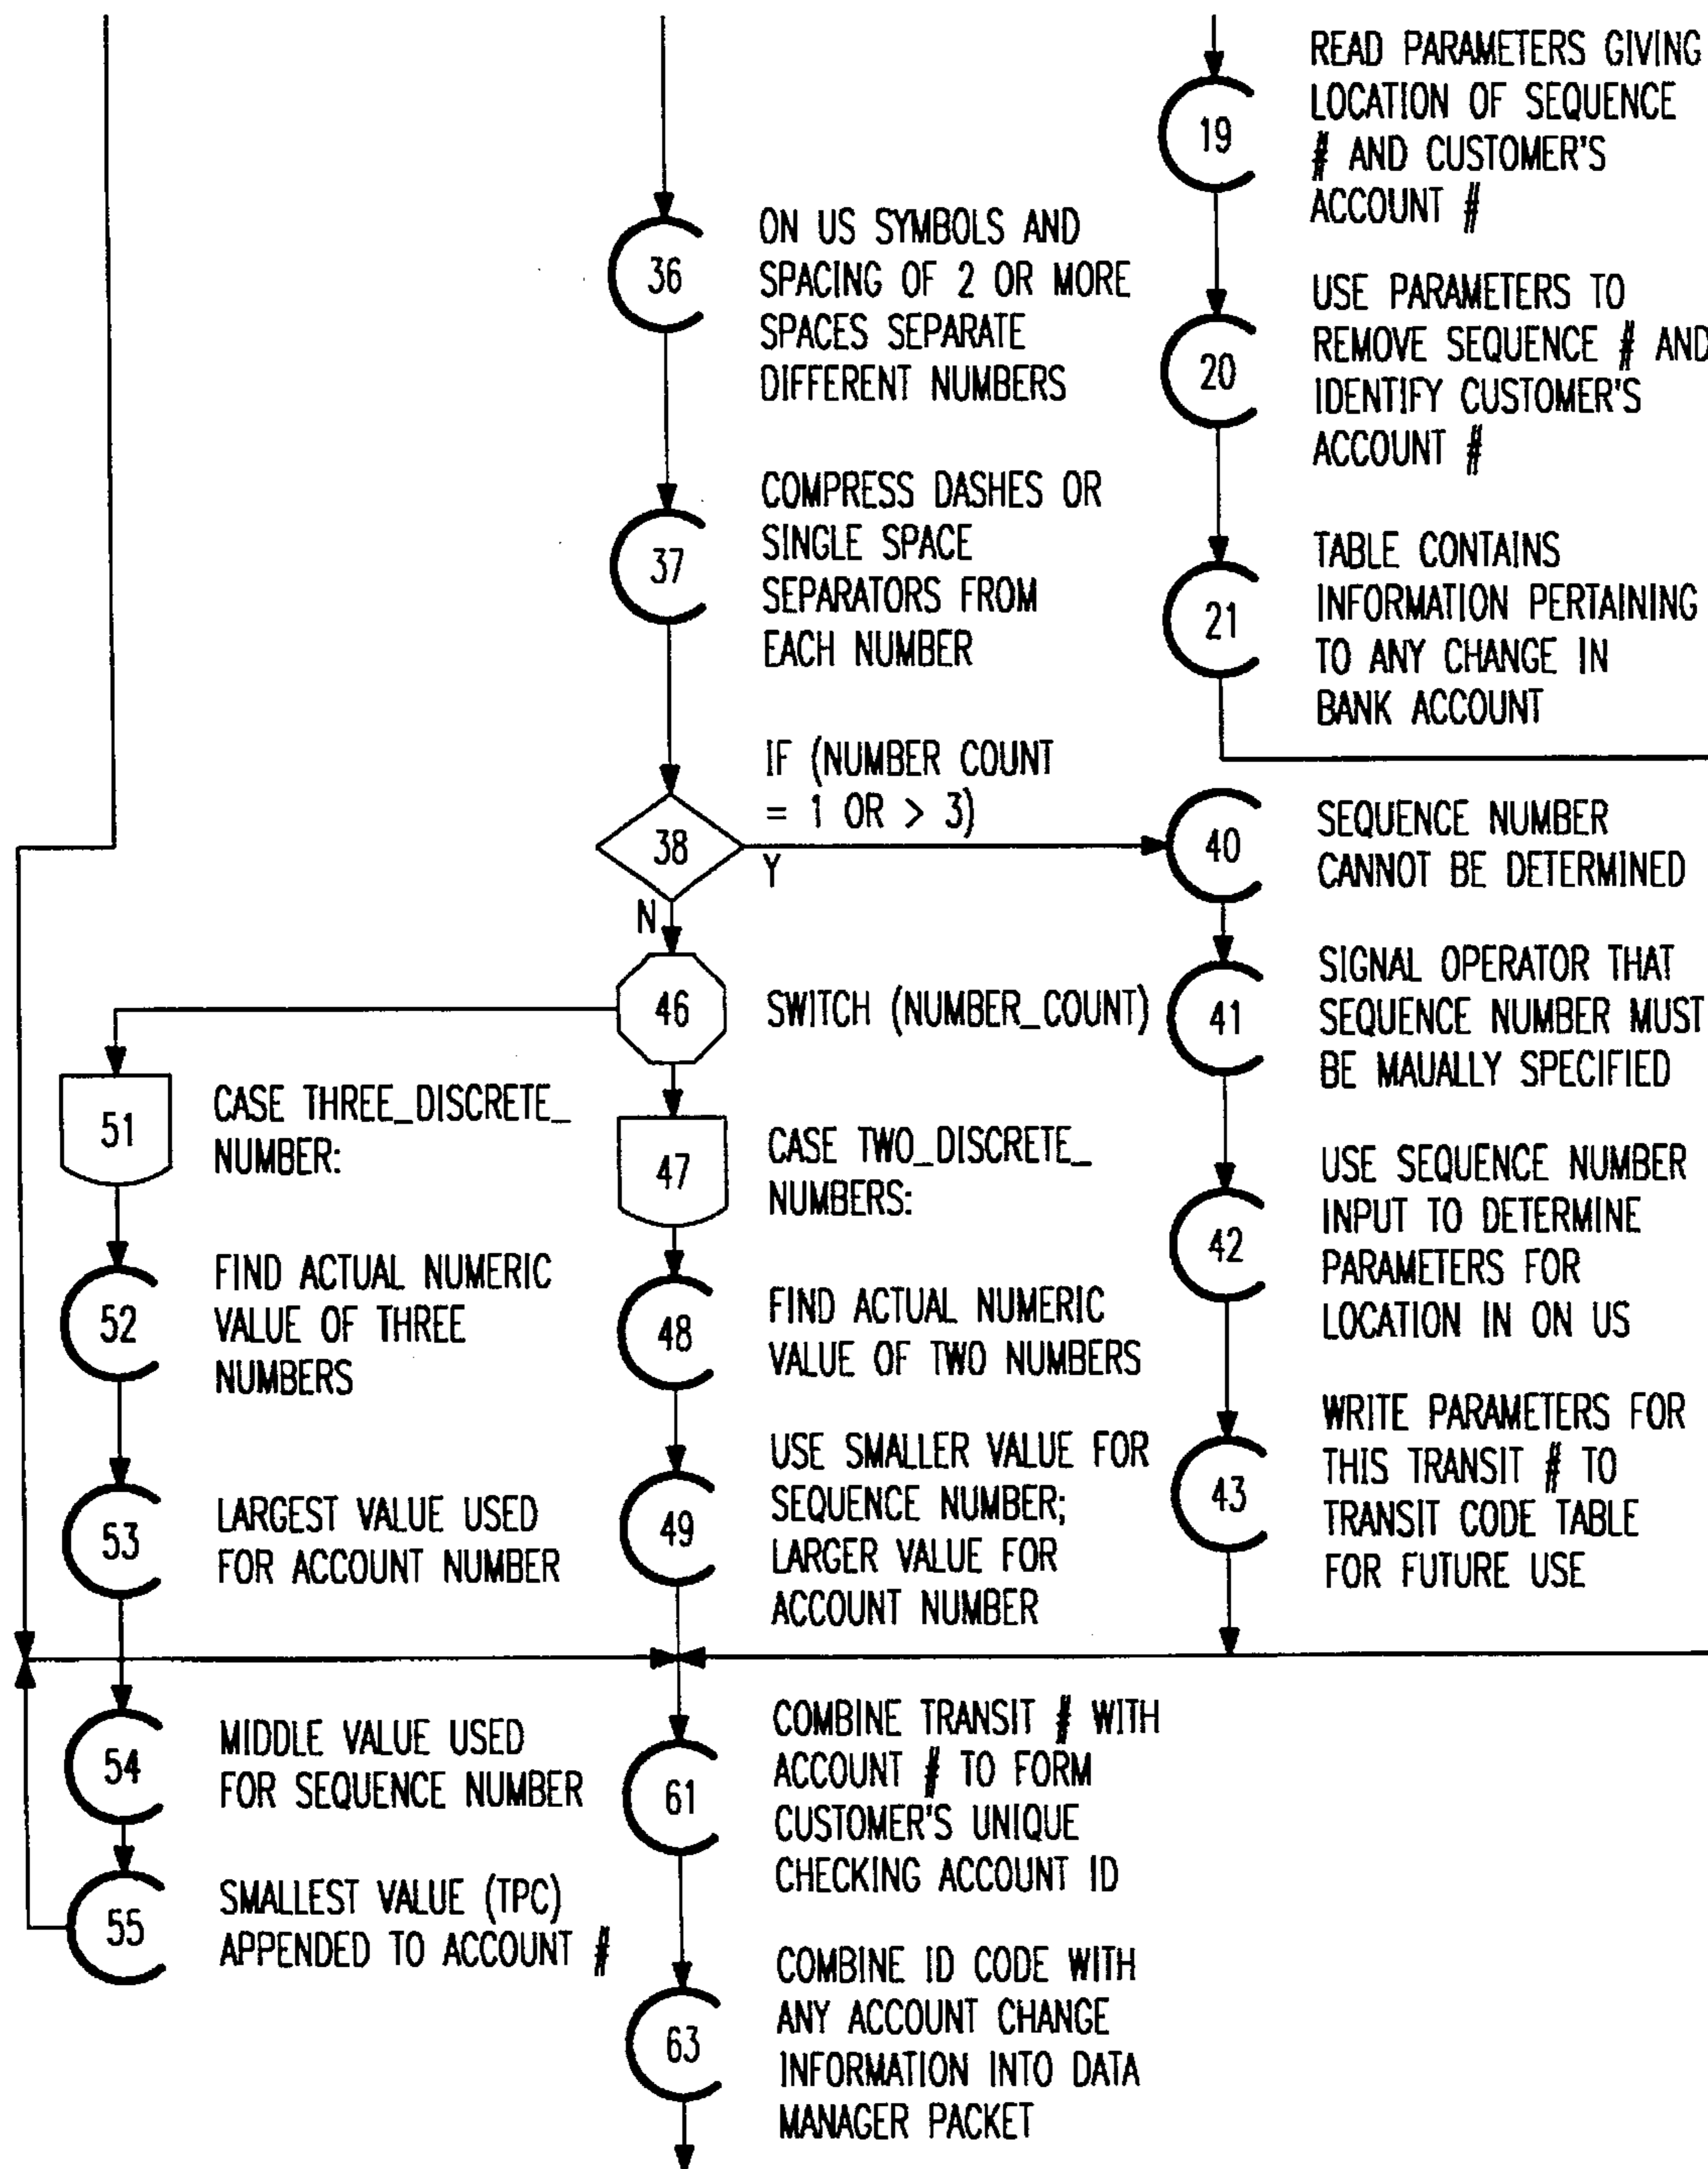 19
READ PARAMETERS GIVING
LOCATION OF SEQUENCE
# AND CUSTOMER'S
ACCOUNT #
20
USE PARAMETERS TO
REMOVE SEQUENCE # AND
IDENTIFY CUSTOMER'S
ACCOUNT #
21
TABLE CONTAINS
INFORMATION PERTAINING
TO ANY CHANGE IN
BANK ACCOUNT
36
ON US SYMBOLS AND
SPACING OF 2 OR MORE
SPACES SEPARATE
DIFFERENT NUMBERS
37
COMPRESS DASHES OR
SINGLE SPACE
SEPARATORS FROM
EACH NUMBER
38
IF (NUMBER COUNT
= 1 OR > 3)
Y
N
40
SEQUENCE NUMBER
CANNOT BE DETERMINED
41
SIGNAL OPERATOR THAT
SEQUENCE NUMBER MUST
BE MAUALLY SPECIFIED
42
USE SEQUENCE NUMBER
INPUT TO DETERMINE
PARAMETERS FOR
LOCATION IN ON US
43
WRITE PARAMETERS FOR
THIS TRANSIT # TO
TRANSIT CODE TABLE
FOR FUTURE USE
46
SWITCH (NUMBER_COUNT)
51
CASE THREE_DISCRETE_
NUMBER:
52
FIND ACTUAL NUMERIC
VALUE OF THREE
NUMBERS
53
LARGEST VALUE USED
FOR ACCOUNT NUMBER
54
MIDDLE VALUE USED
FOR SEQUENCE NUMBER
55
SMALLEST VALUE (TPC)
APPENDED TO ACCOUNT #
47
CASE TWO_DISCRETE_
NUMBERS:
48
FIND ACTUAL NUMERIC
VALUE OF TWO NUMBERS
49
USE SMALLER VALUE FOR
SEQUENCE NUMBER;
LARGER VALUE FOR
ACCOUNT NUMBER
61
COMBINE TRANSIT # WITH
ACCOUNT # TO FORM
CUSTOMER'S UNIQUE
CHECKING ACCOUNT ID
63
COMBINE ID CODE WITH
ANY ACCOUNT CHANGE
INFORMATION INTO DATA
MANAGER PACKET